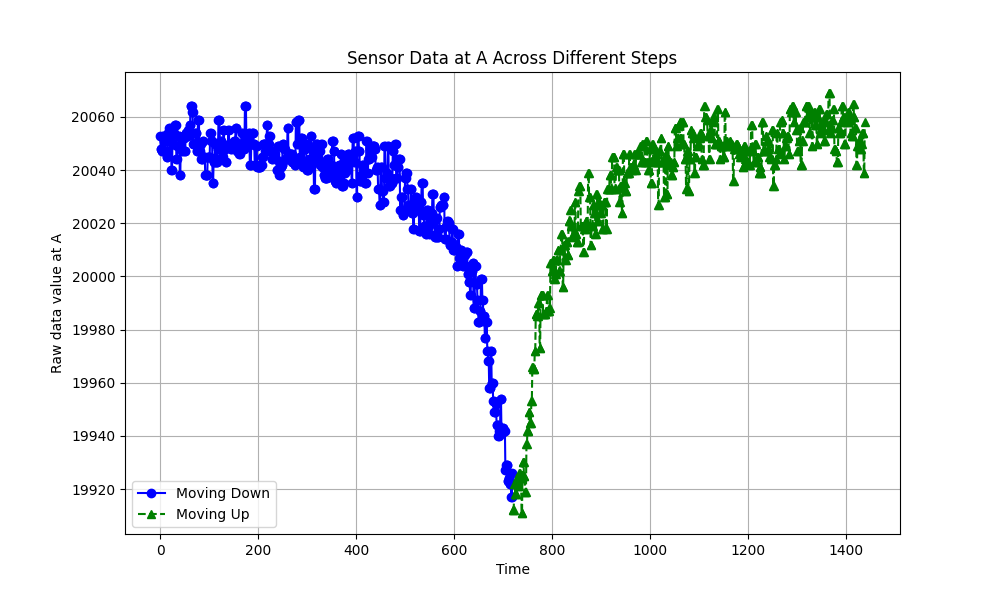 Sensor Data at A Across Different Steps
Raw data value at A
20060
20040
20020
20000
19980
19960
19940
19920
Moving Down
Moving Up
0 200 400 600 800 1000 1200 1400
Time